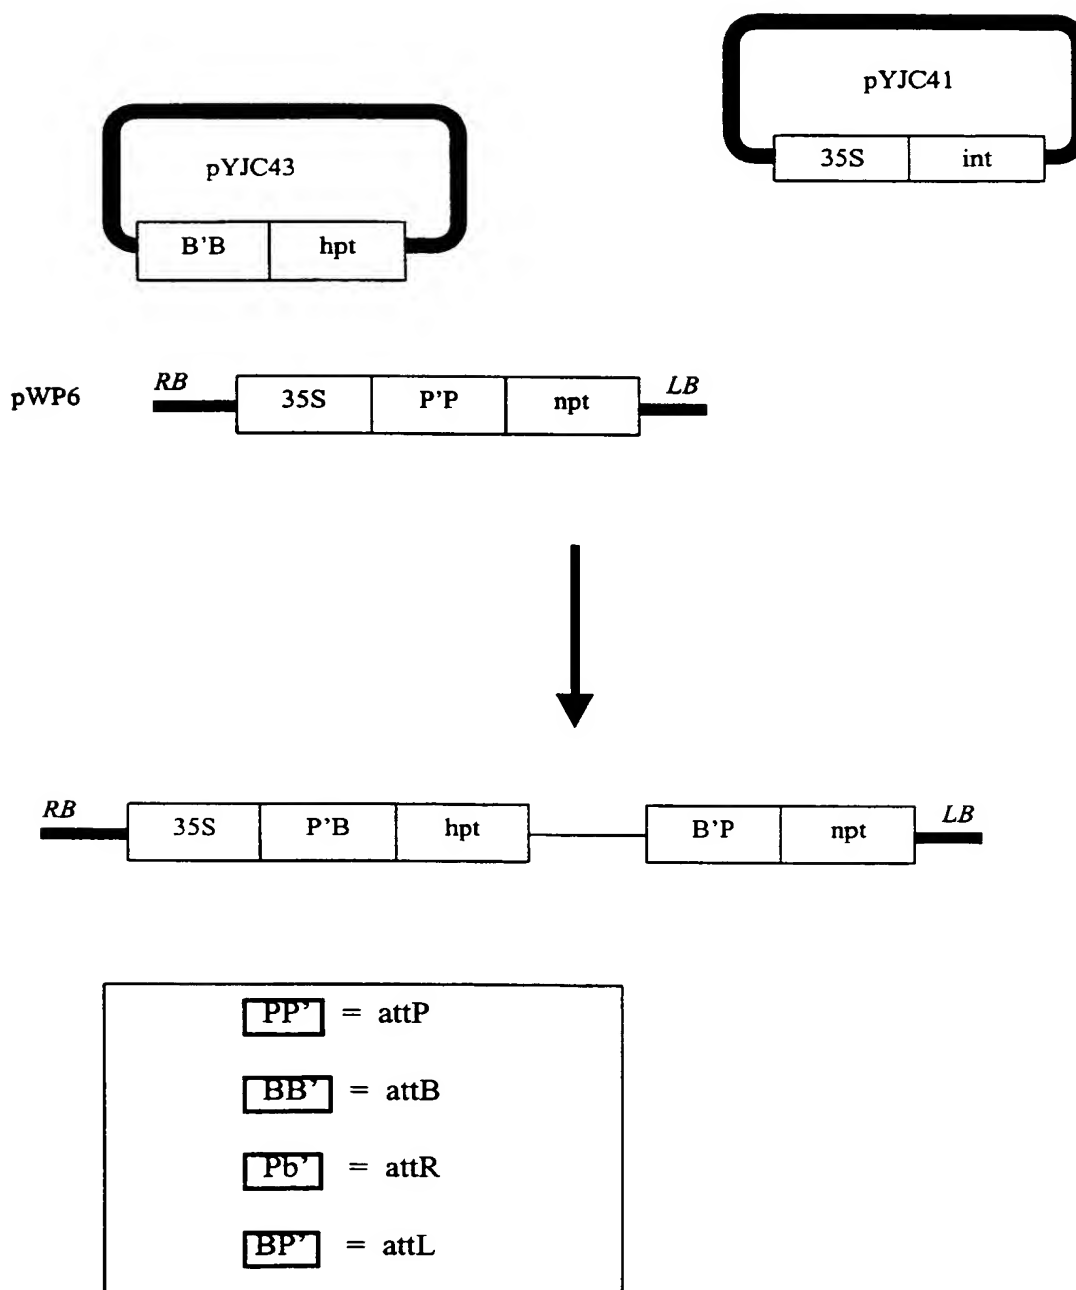 pYJC41
35S int
pYJC43
B'B hpt
pWP6 RB 35S P'P npt LB
RB 35S P'B hpt B'P npt LB
PP' = attP
BB' = attB
Pb' = attR
BP' = attL